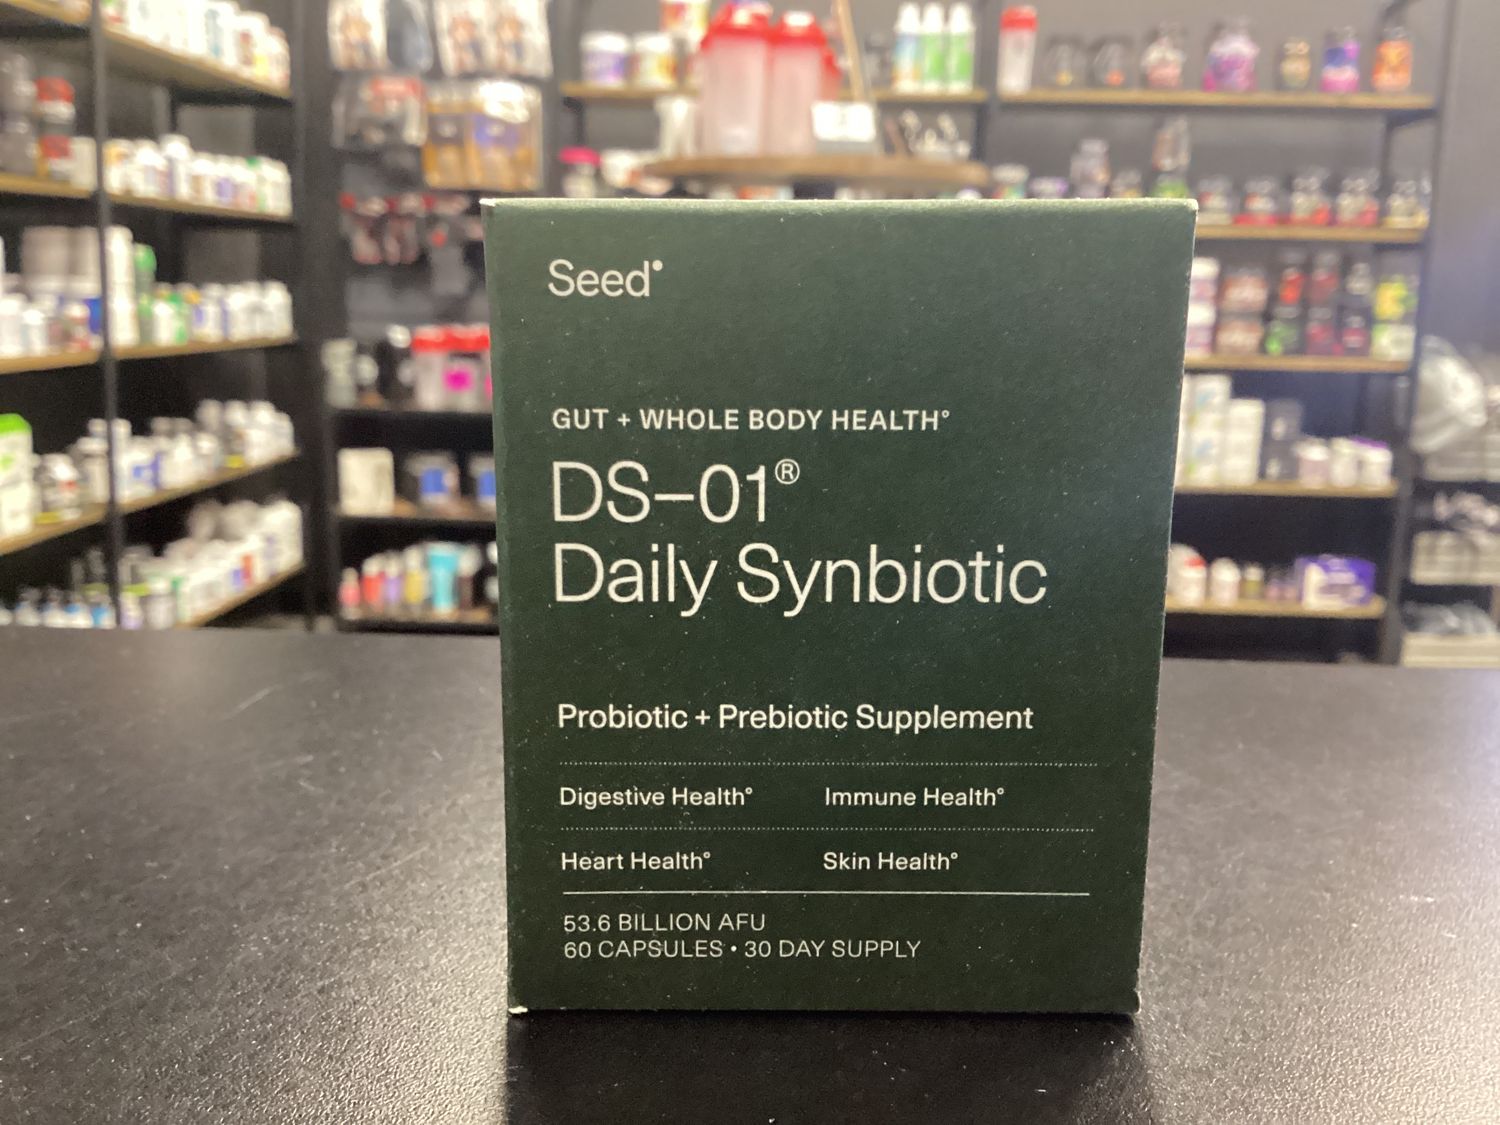 Seed°
GUT + WHOLE BODY HEALTH°
DS–01®
Daily Synbiotic
Probiotic + Prebiotic Supplement
Digestive Health° Immune Health°
Heart Health° Skin Health°
53.6 BILLION AFU
60 CAPSULES • 30 DAY SUPPLY